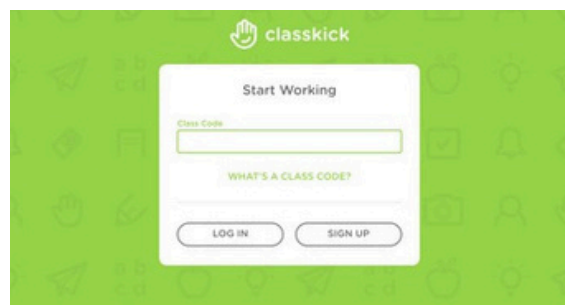 classkick
Start Working
Class Code
WHAT'S A CLASS CODE?
LOG IN
SIGN UP